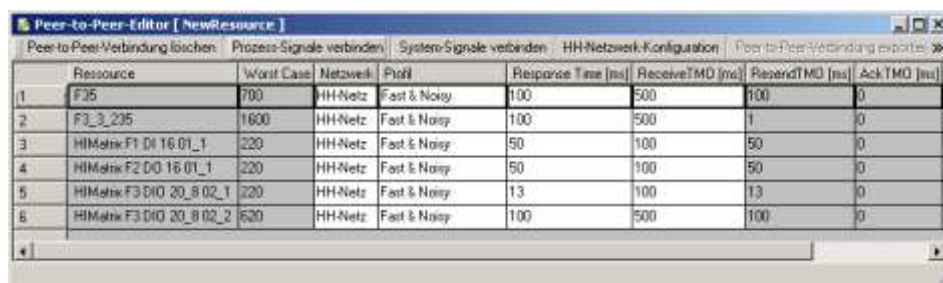 Peer-to-Peer-Editor [ NewResource ]
Peer-to-Peer-Verbindung löschen Prozess-Signale verbinden System-Signale verbinden HH-Netzwerk-Konfiguration Peer-to-Peer-Verbindung exportier »
Ressource Worst Case Netzwerk Profil Response Time [ms] ReceiveTMO [ms] ResendTMO [ms] AckTMO [ms]
1 F35 700 HH-Netz Fast & Noisy 100 500 100 0
2 F3_3_235 1600 HH-Netz Fast & Noisy 100 500 1 0
3 HIMatrix F1 DI 16 01_1 220 HH-Netz Fast & Noisy 50 100 50 0
4 HIMatrix F2 DO 16 01_1 220 HH-Netz Fast & Noisy 50 100 50 0
5 HIMatrix F3 DIO 20_8 02_1 220 HH-Netz Fast & Noisy 13 100 13 0
6 HIMatrix F3 DIO 20_8 02_2 620 HH-Netz Fast & Noisy 100 500 100 0